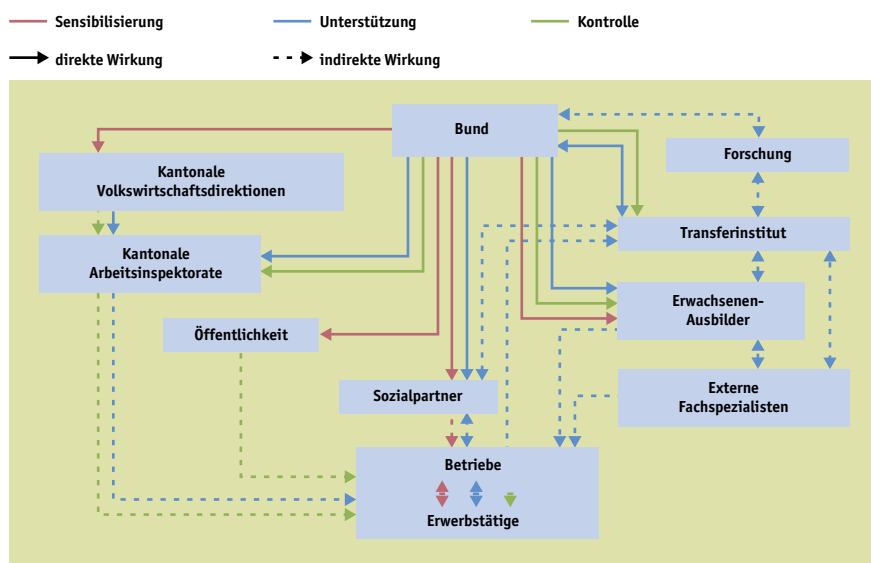 Sensibilisierung
Unterstützung
Kontrolle
direkte Wirkung
indirekte Wirkung
Bund
Forschung
Kantonale
Volkswirtschaftsdirektionen
Transferinstitut
Kantonale
Arbeitsinspektorate
Erwachsenen-
Ausbilder
Öffentlichkeit
Sozialpartner
Externe
Fachspezialisten
Betriebe
Erwerbstätige